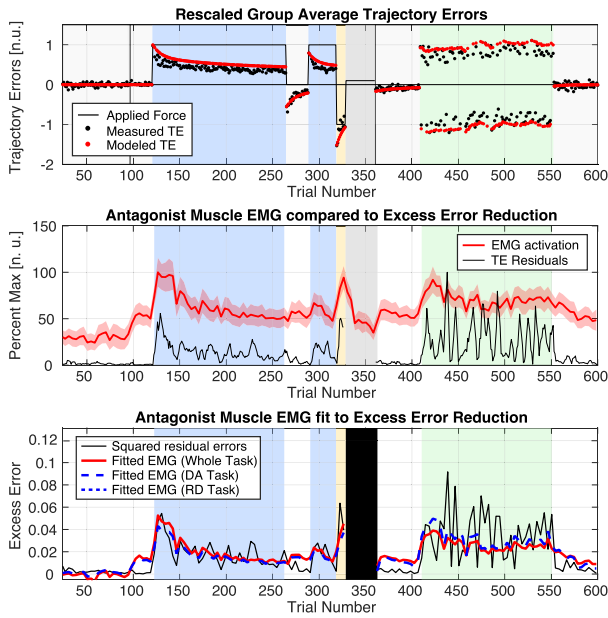 Rescaled Group Average Trajectory Errors
Trajectory Errors [n.u.]
1
0
-1
-2
Applied Force
Measured TE
Modeled TE
50 100 150 200 250 300 350 400 450 500 550 600
Trial Number
Antagonist Muscle EMG compared to Excess Error Reduction
Percent Max [n. u.]
150
100
50
0
EMG activation
TE Residuals
50 100 150 200 250 300 350 400 450 500 550 600
Trial Number
Antagonist Muscle EMG fit to Excess Error Reduction
Excess Error
0.12
0.1
0.08
0.06
0.04
0.02
0
Squared residual errors
Fitted EMG (Whole Task)
Fitted EMG (DA Task)
Fitted EMG (RD Task)
50 100 150 200 250 300 350 400 450 500 550 600
Trial Number